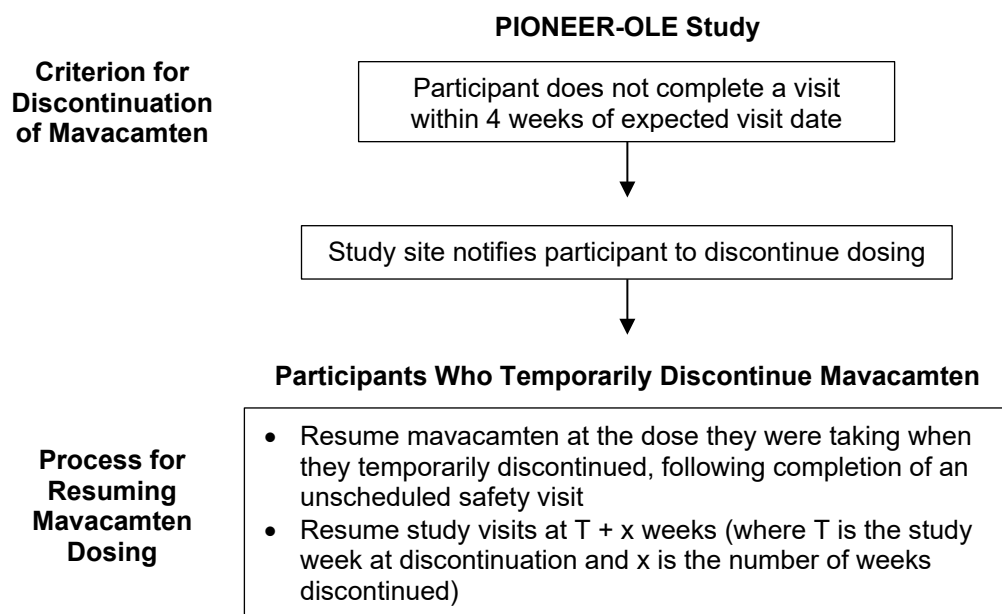 PIONEER-OLE Study
Criterion for
Discontinuation
of Mavacamten
Participant does not complete a visit
within 4 weeks of expected visit date
Study site notifies participant to discontinue dosing
Participants Who Temporarily Discontinue Mavacamten
Process for
Resuming
Mavacamten
Dosing
• Resume mavacamten at the dose they were taking when
they temporarily discontinued, following completion of an
unscheduled safety visit
• Resume study visits at T + x weeks (where T is the study
week at discontinuation and x is the number of weeks
discontinued)